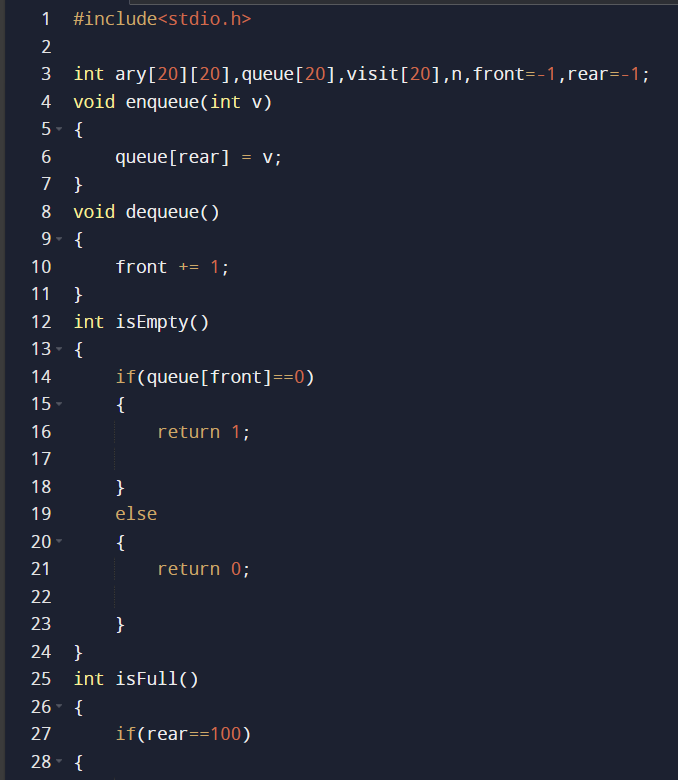 1 #include<stdio.h>
2
3 int ary[20][20],queue[20],visit[20],n,front=-1,rear=-1;
4 void enqueue(int v)
5 {
6 queue[rear] = v;
7 }
8 void dequeue()
9 {
10 front += 1;
11 }
12 int isEmpty()
13 {
14 if(queue[front]==0)
15 {
16 return 1;
17
18 }
19 else
20 {
21 return 0;
22
23 }
24 }
25 int isFull()
26 {
27 if(rear==100)
28 {